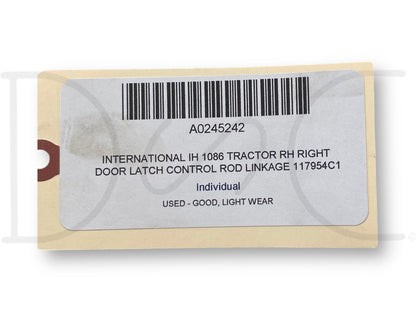 A0245242
INTERNATIONAL IH 1086 TRACTOR RH RIGHT
DOOR LATCH CONTROL ROD LINKAGE 117954C1
Individual
USED - GOOD, LIGHT WEAR